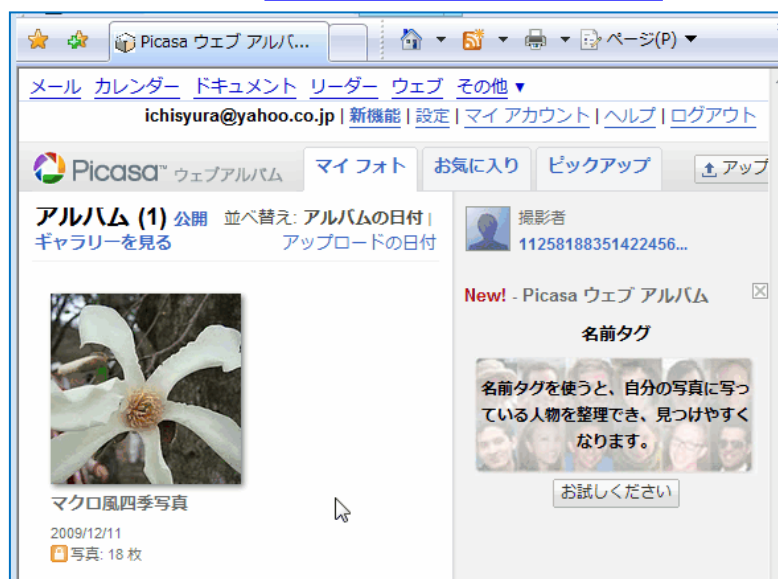 Picasa ウェブ アルバ...
ページ(P)
メール カレンダー ドキュメント リーダー ウェブ その他 ▼
ichisyura@yahoo.co.jp | 新機能 | 設定 | マイ アカウント | ヘルプ | ログアウト
Picasa™ ウェブアルバム
マイ フォト
お気に入り
ピックアップ
アップ
アルバム (1) 公開 並べ替え: アルバムの日付 |
ギャラリーを見る アップロードの日付
撮影者
11258188351422456...
New! - Picasa ウェブ アルバム
名前タグ
名前タグを使うと、自分の写真に写っ
ている人物を整理でき、見つけやすく
なります。
お試しください
マクロ風四季写真
2009/12/11
写真: 18 枚